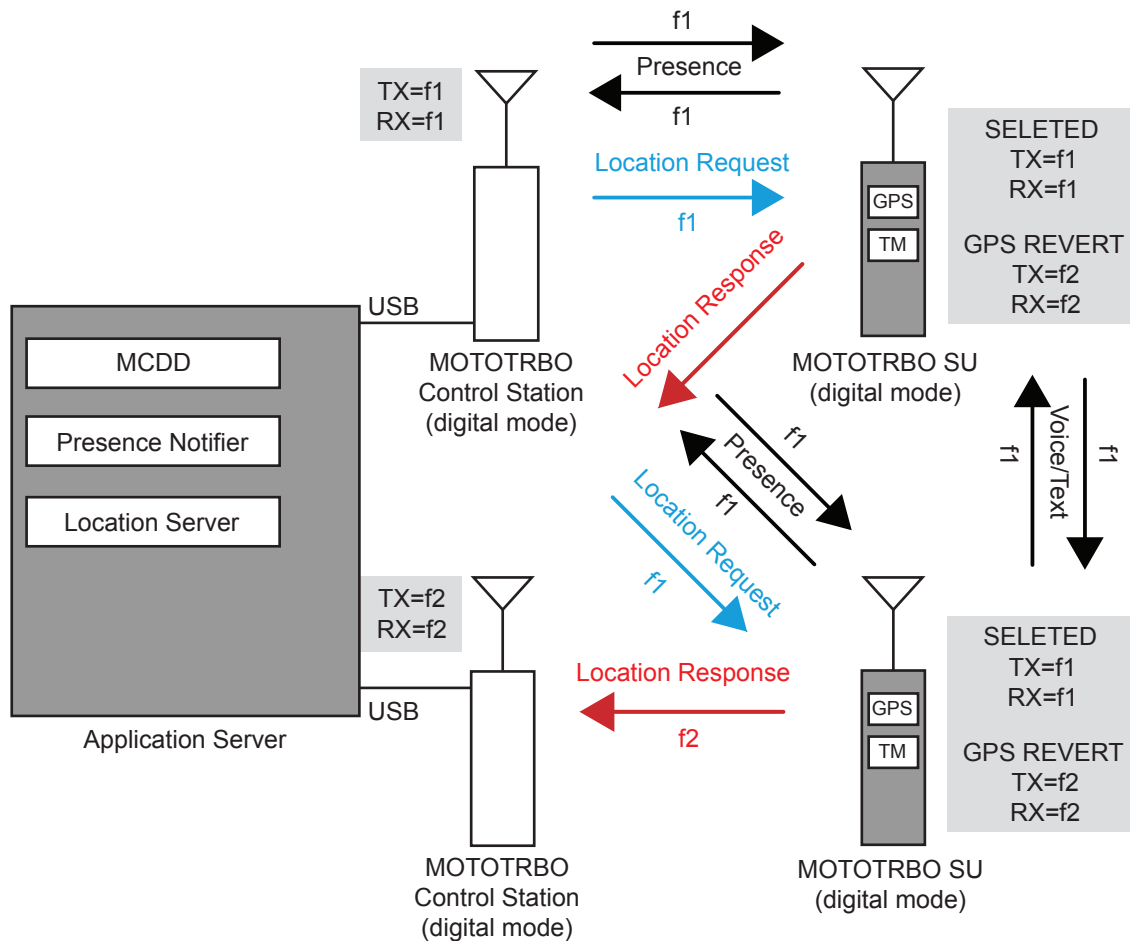 f1
Presence
f1
TX=f1
RX=f1
Location Request
f1
SELETED
TX=f1
RX=f1
GPS REVERT
TX=f2
RX=f2
GPS
TM
Location Response
USB
MOTOTRBO
Control Station
(digital mode)
MOTOTRBO SU
(digital mode)
MCDD
Presence Notifier
Location Server
Application Server
f1
Presence
f1
f1
Voice/Text
f1
Location Request
f1
TX=f2
RX=f2
USB
Location Response
f2
SELETED
TX=f1
RX=f1
GPS REVERT
TX=f2
RX=f2
GPS
TM
MOTOTRBO
Control Station
(digital mode)
MOTOTRBO SU
(digital mode)